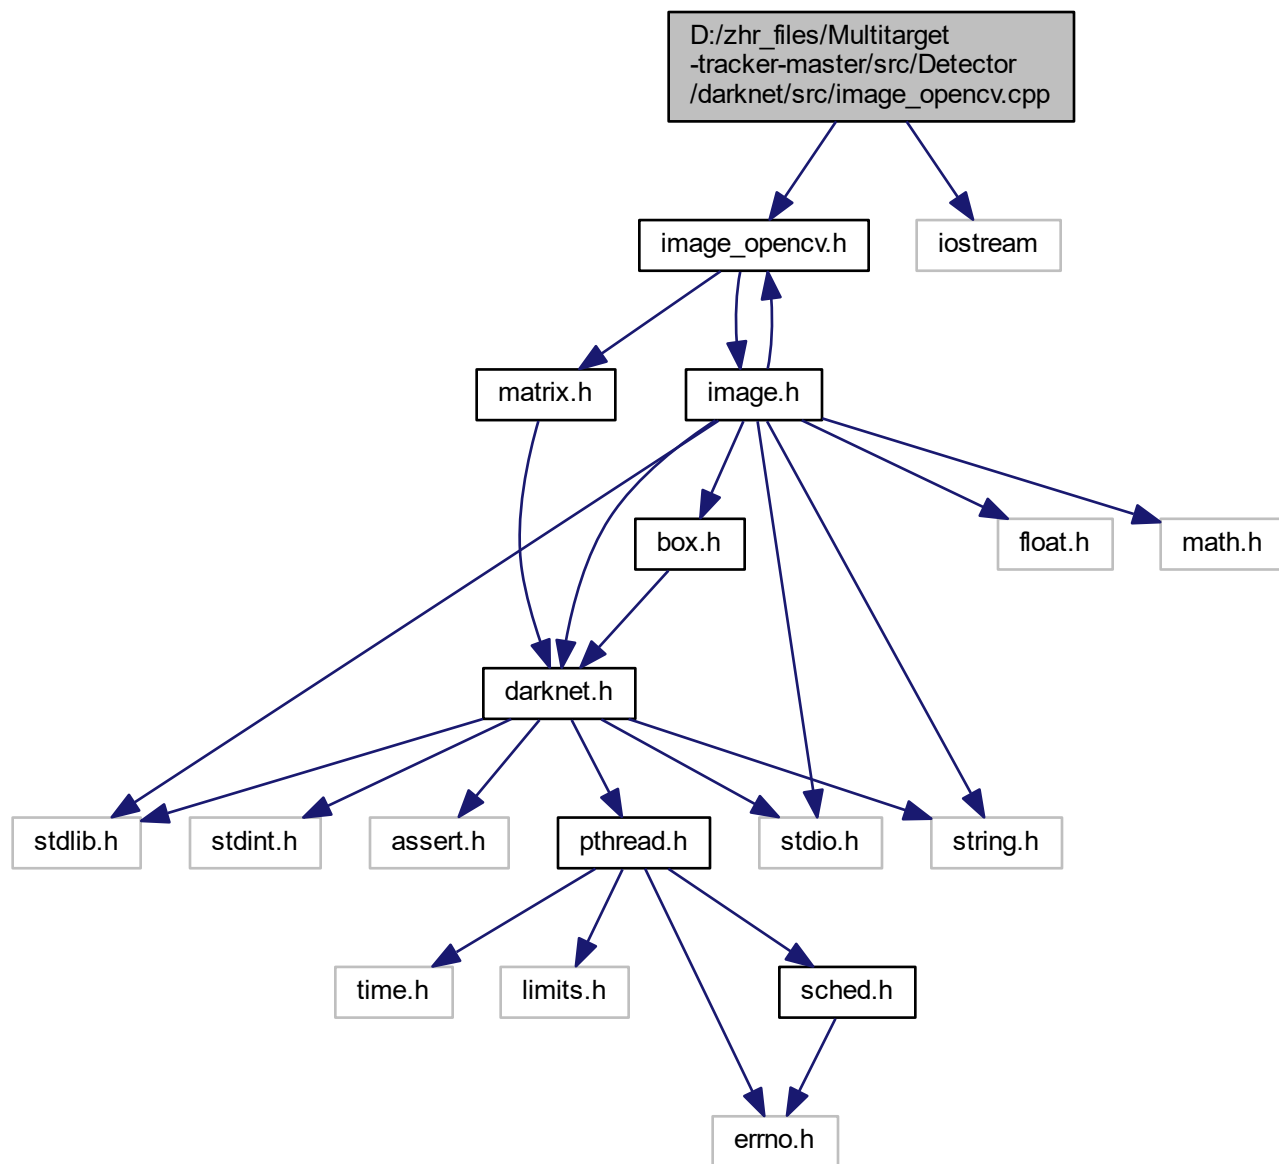 D:/zhr_files/Multitarget
-tracker-master/src/Detector
/darknet/src/image_opencv.cpp
image_opencv.h
iostream
matrix.h
image.h
box.h
float.h
math.h
darknet.h
stdlib.h
stdint.h
assert.h
pthread.h
stdio.h
string.h
time.h
limits.h
sched.h
errno.h